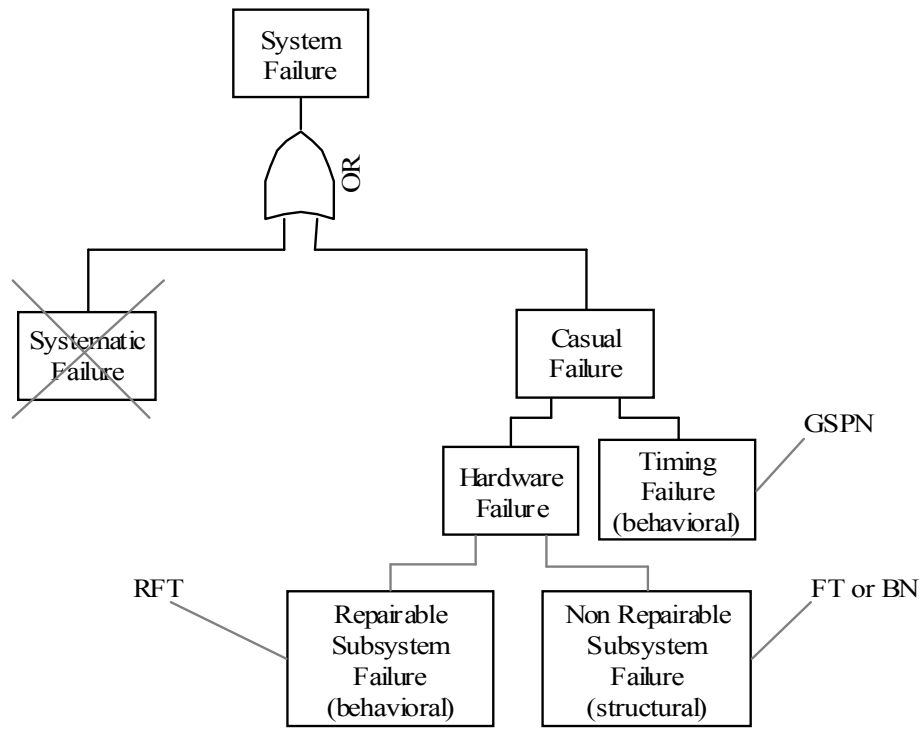 System
Failure
OR
Systematic
Failure
Casual
Failure
GSPN
Hardware
Failure
Timing
Failure
(behavioral)
RFT
Repairable
Subsystem
Failure
(behavioral)
Non Repairable
Subsystem
Failure
(structural)
FT or BN